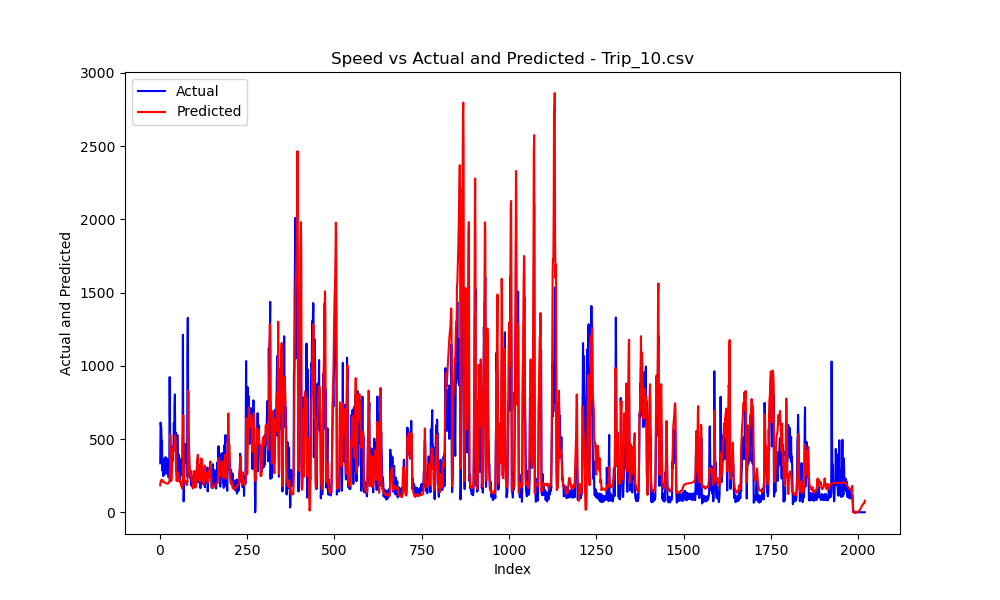 Speed vs Actual and Predicted - Trip_10.csv
Actual
Predicted
3000
2500
2000
1500
1000
500
0
Actual and Predicted
0 250 500 750 1000 1250 1500 1750 2000
Index